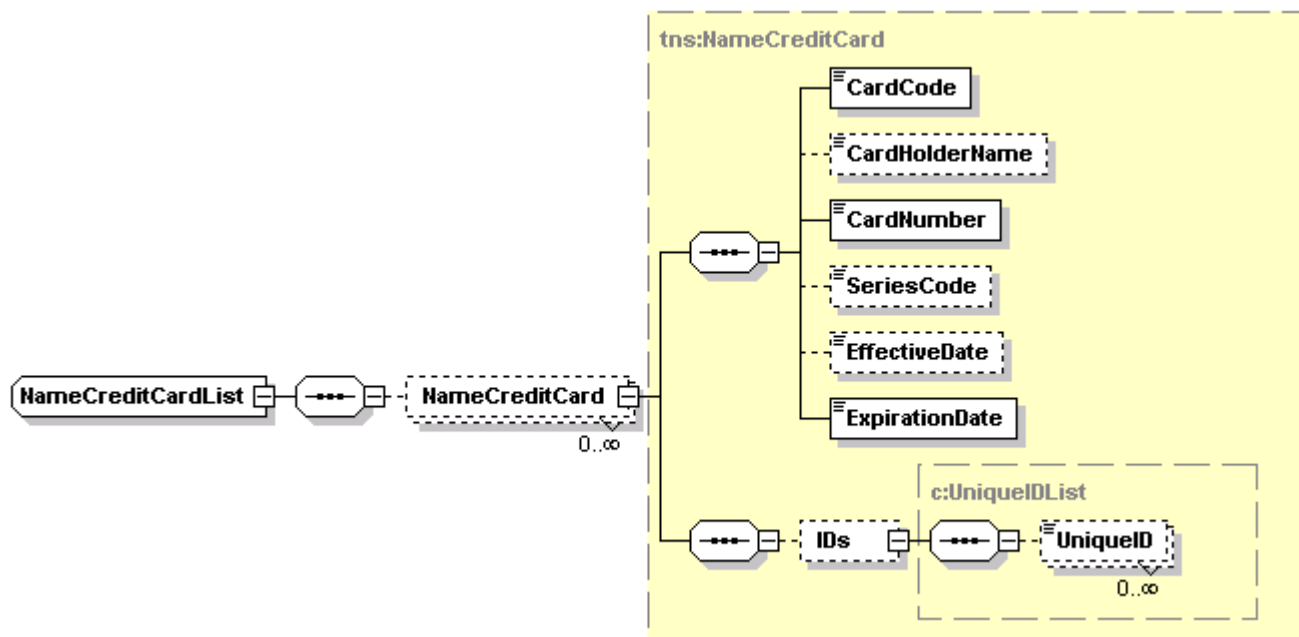 tns:NameCreditCard
CardCode
CardHolderName
CardNumber
SeriesCode
EffectiveDate
NameCreditCardList
NameCreditCard
0..∞
ExpirationDate
c:UniqueIDList
IDs
UniqueID
0..∞